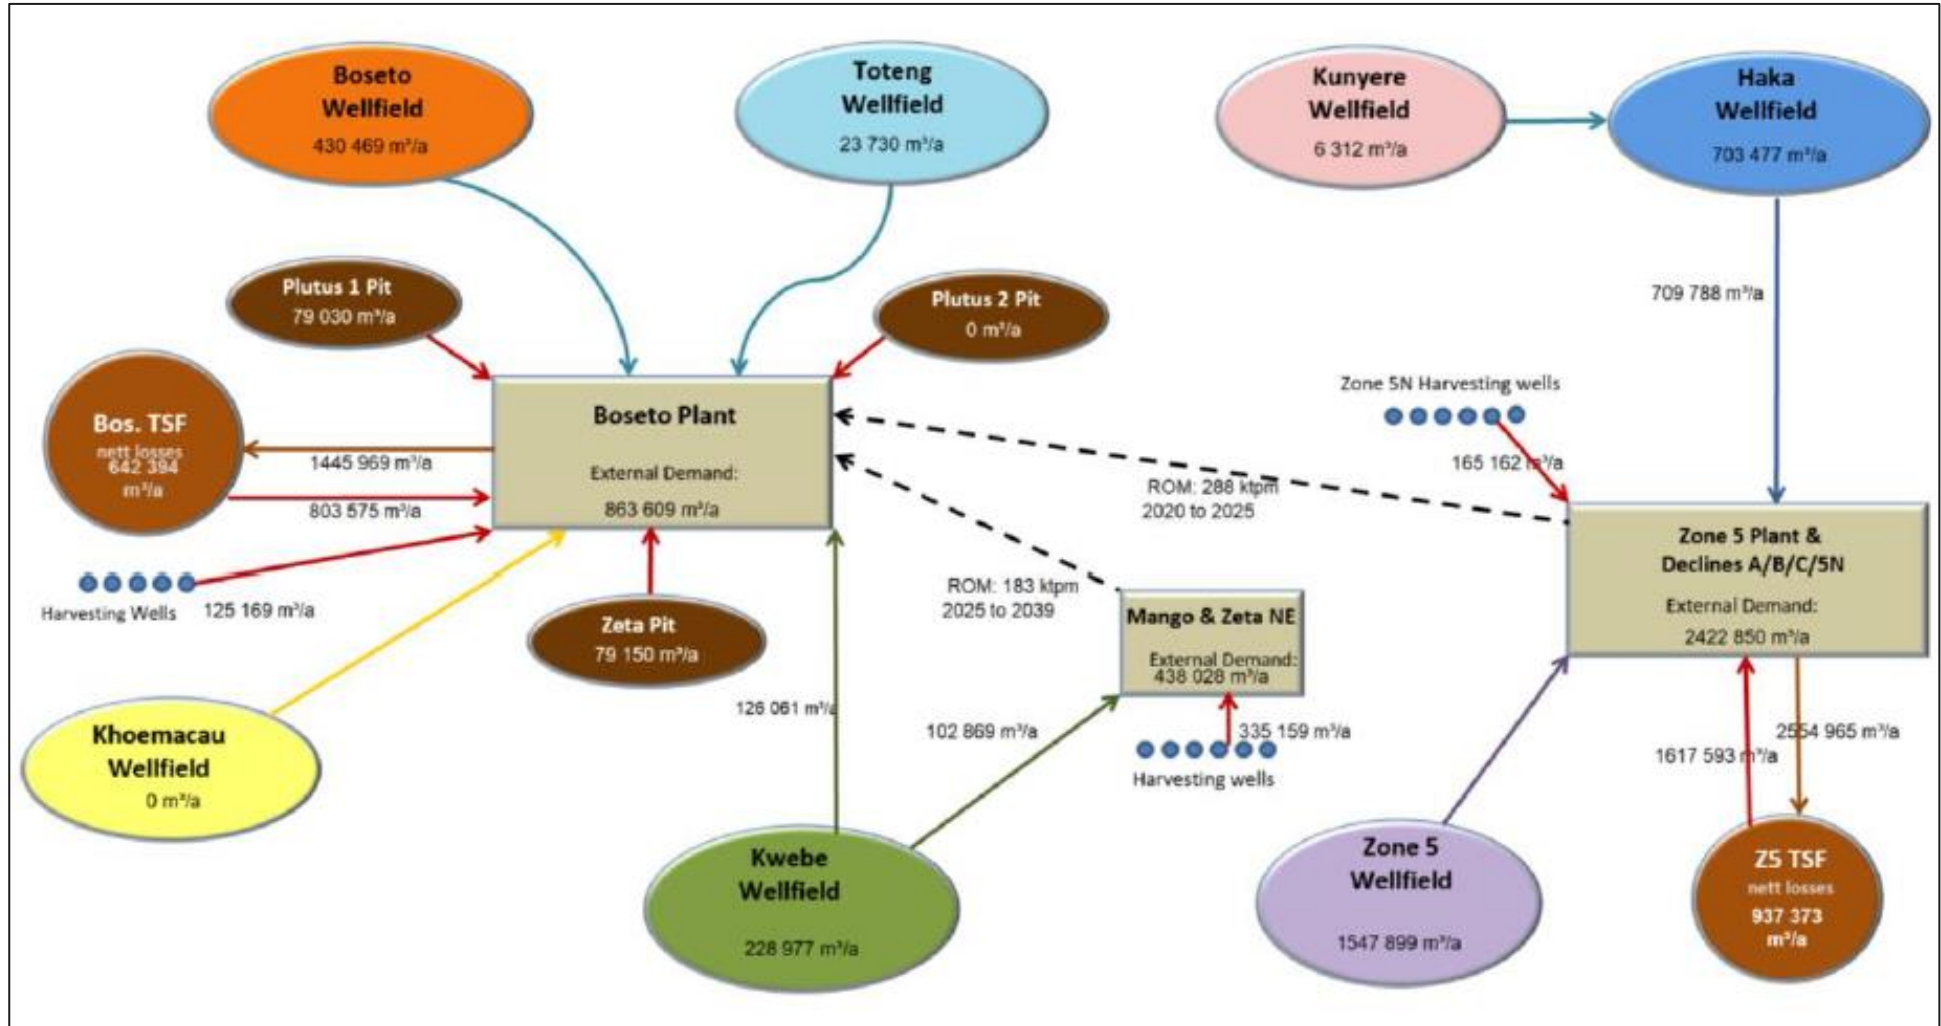 Boseto
Wellfield
430 469 m³/a
Toteng
Wellfield
23 730 m³/a
Kunyere
Wellfield
6 312 m³/a
Haka
Wellfield
703 477 m³/a
Plutus 1 Pit
79 030 m³/a
Plutus 2 Pit
0 m³/a
709 788 m³/a
Bos. TSF
nett losses
642 394
m³/a
1445 969 m³/a
803 575 m³/a
Boseto Plant
External Demand:
863 609 m³/a
Zone 5N Harvesting wells
165 162 m³/a
ROM: 288 ktpm
2020 to 2025
Zone 5 Plant &
Declines A/B/C/5N
External Demand:
2422 850 m³/a
Harvesting Wells
125 169 m³/a
ROM: 183 ktpm
2025 to 2039
Zeta Pit
79 150 m³/a
Mango & Zeta NE
External Demand:
438 028 m³/a
Khoemacau
Wellfield
0 m³/a
126 061 m³/a
102 869 m³/a
335 159 m³/a
Harvesting wells
1617 593 m³/a
2554 965 m³/a
Kwebe
Wellfield
228 977 m³/a
Zone 5
Wellfield
1547 899 m³/a
Z5 TSF
nett losses
937 373
m³/a